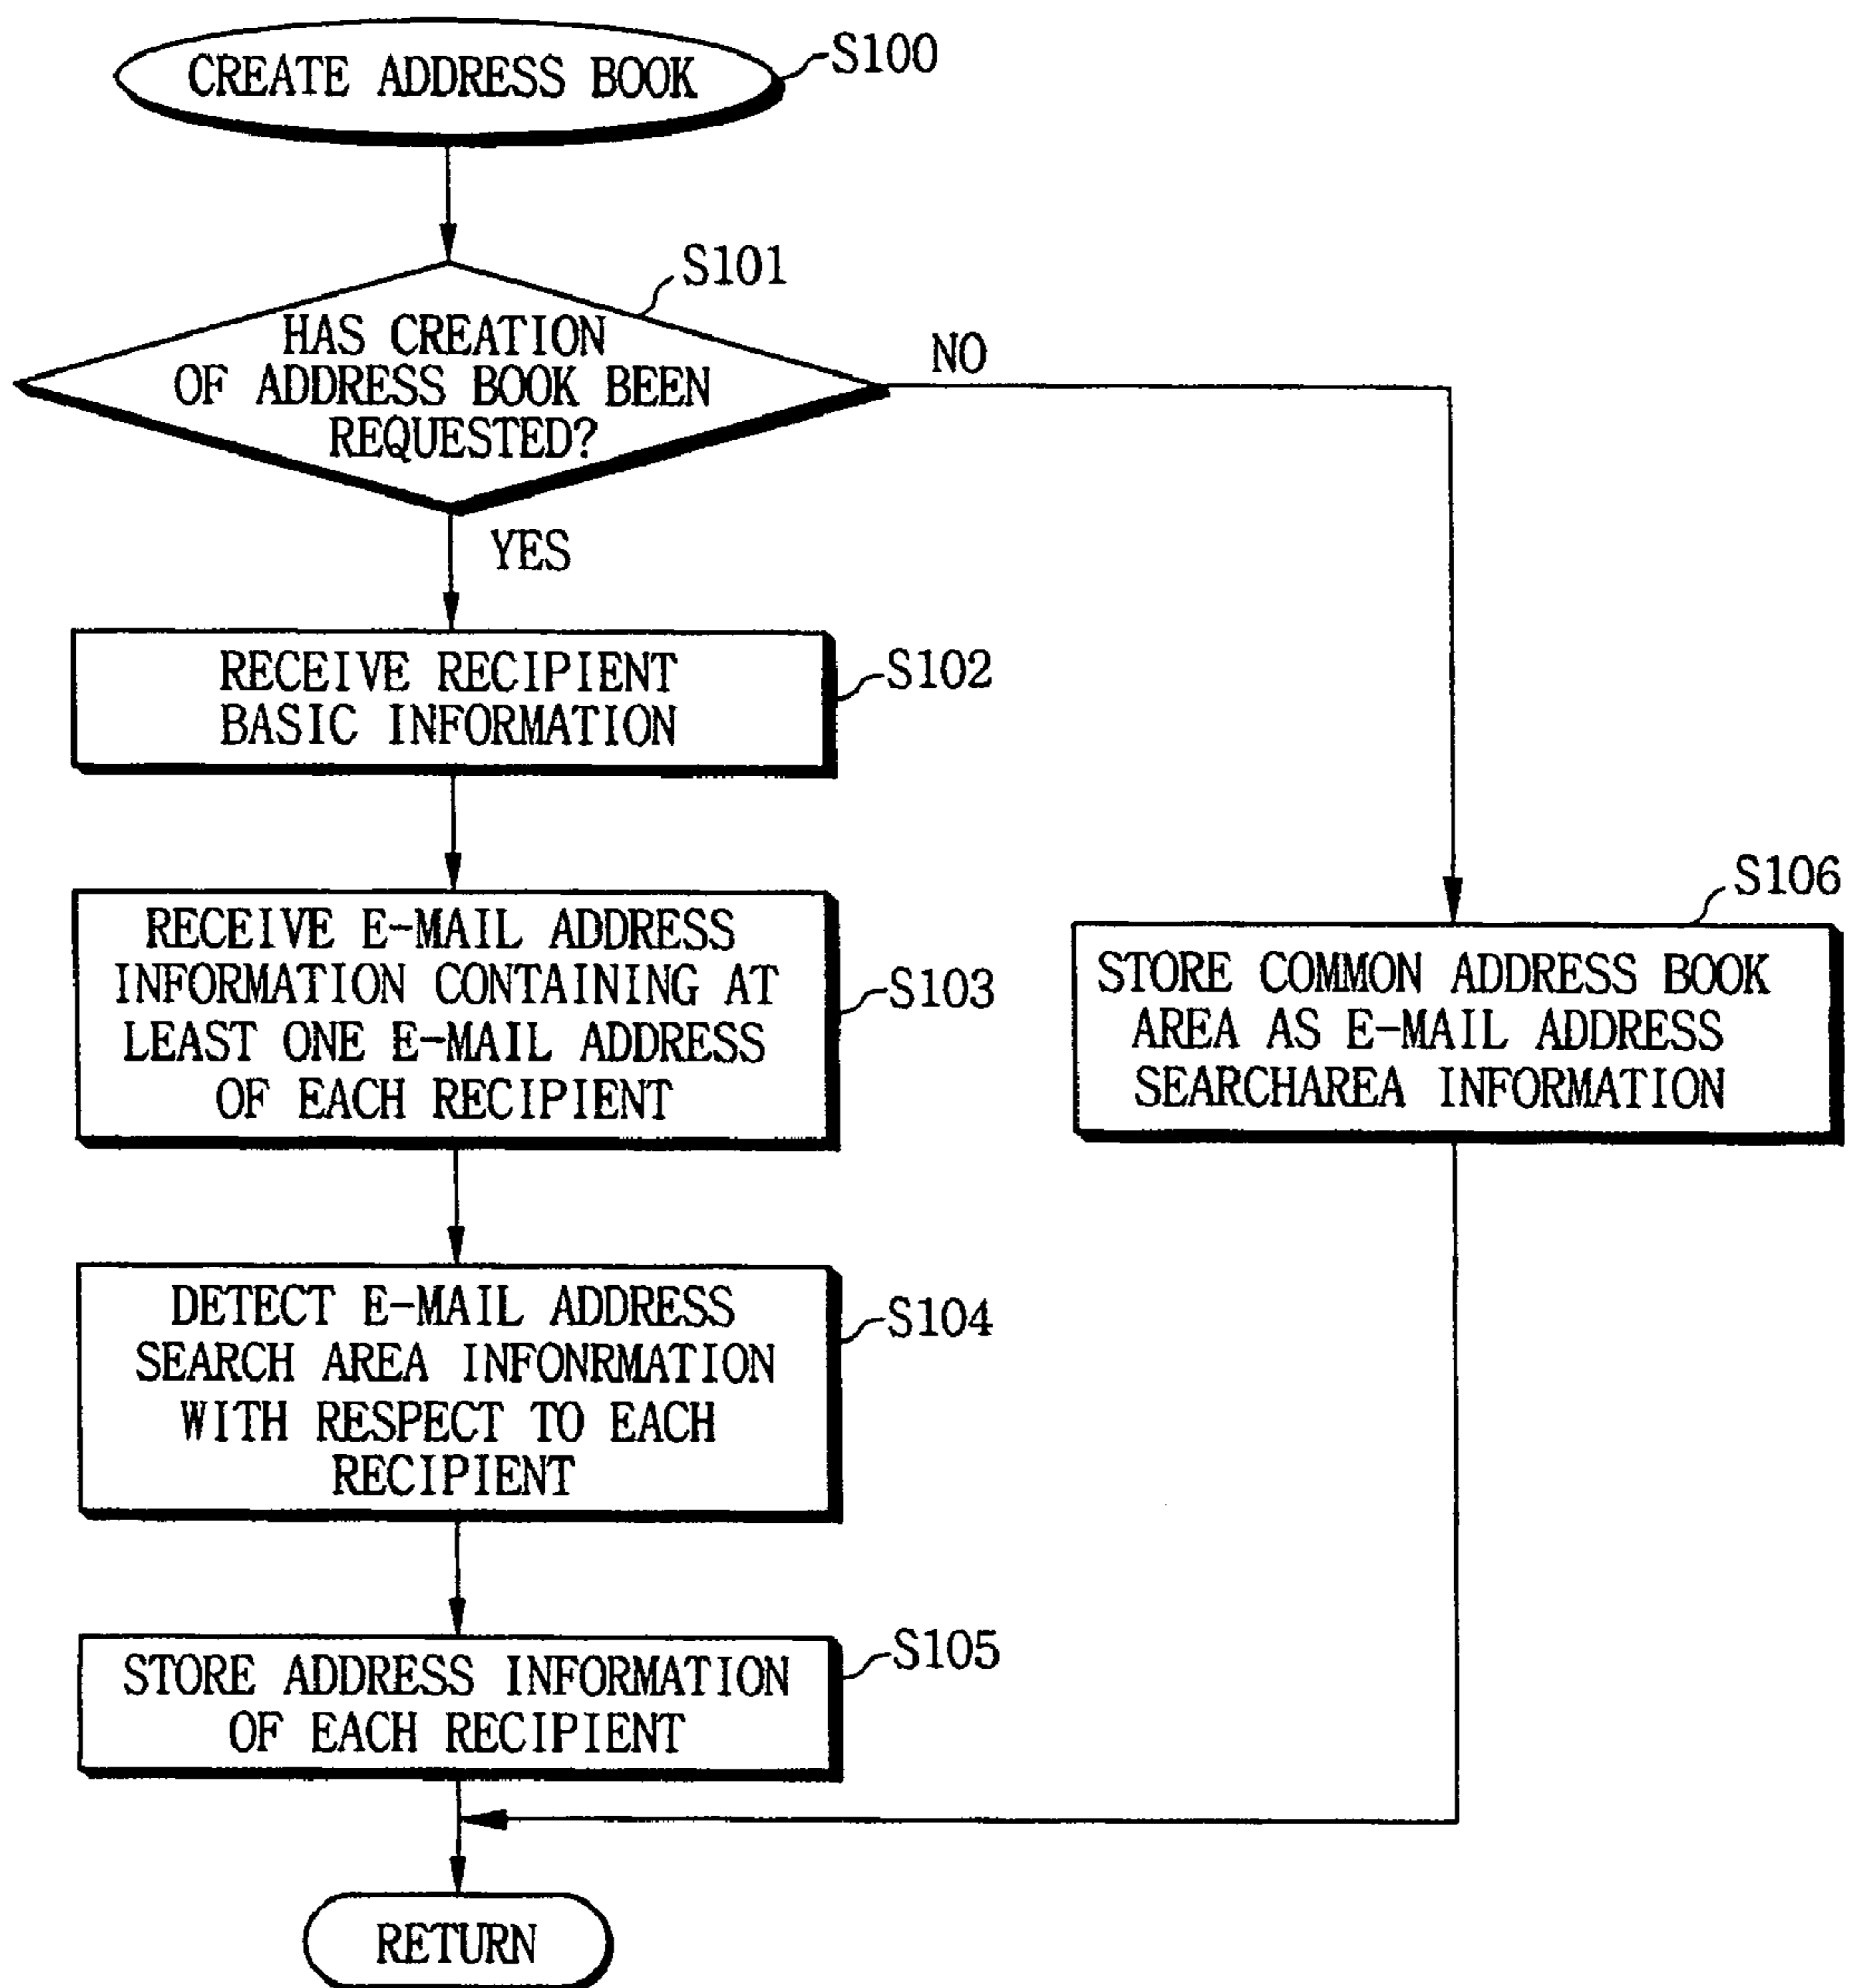 CREATE ADDRESS BOOK
S100
S101
HAS CREATION
OF ADDRESS BOOK BEEN
REQUESTED?
NO
YES
RECEIVE RECIPIENT
BASIC INFORMATION
S102
RECEIVE E-MAIL ADDRESS
INFORMATION CONTAINING AT
LEAST ONE E-MAIL ADDRESS
OF EACH RECIPIENT
S103
S106
STORE COMMON ADDRESS BOOK
AREA AS E-MAIL ADDRESS
SEARCHAREA INFORMATION
DETECT E-MAIL ADDRESS
SEARCH AREA INFONRMATION
WITH RESPECT TO EACH
RECIPIENT
S104
STORE ADDRESS INFORMATION
OF EACH RECIPIENT
S105
RETURN